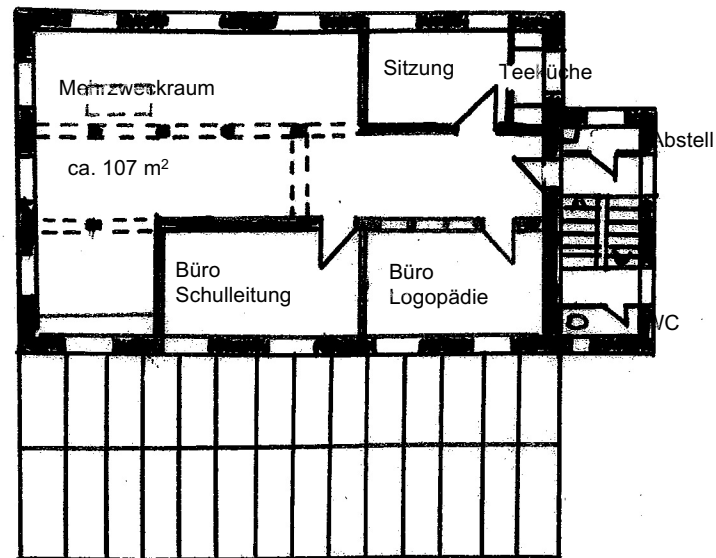 Sitzung
Teeküche
Mehrzweckraum
Abstell
ca. 107 m²
Büro
Schulleitung
Büro
Logopädie
WC